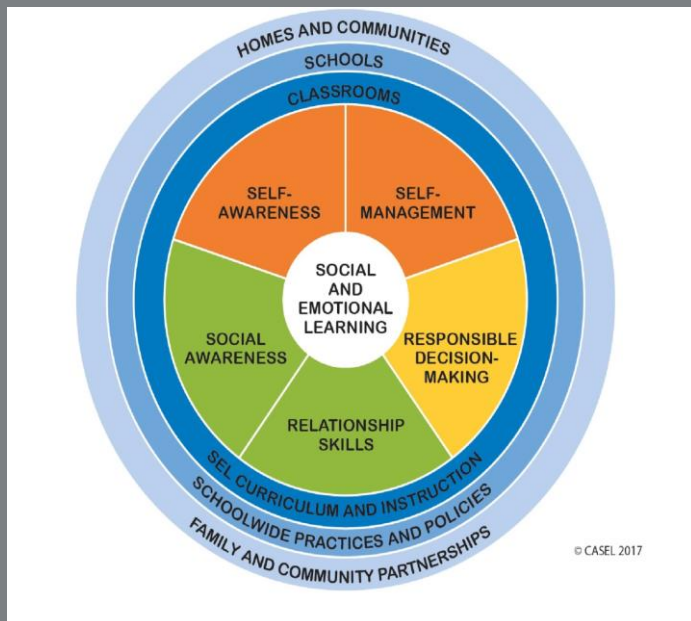 HOMES AND COMMUNITIES
SCHOOLS
CLASSROOMS
SELF-
AWARENESS
SELF-
MANAGEMENT
SOCIAL
AND
EMOTIONAL
LEARNING
SOCIAL
AWARENESS
RESPONSIBLE
DECISION-
MAKING
RELATIONSHIP
SKILLS
SEL CURRICULUM AND INSTRUCTION
SCHOOLWIDE PRACTICES AND POLICIES
FAMILY AND COMMUNITY PARTNERSHIPS
© CASEL 2017